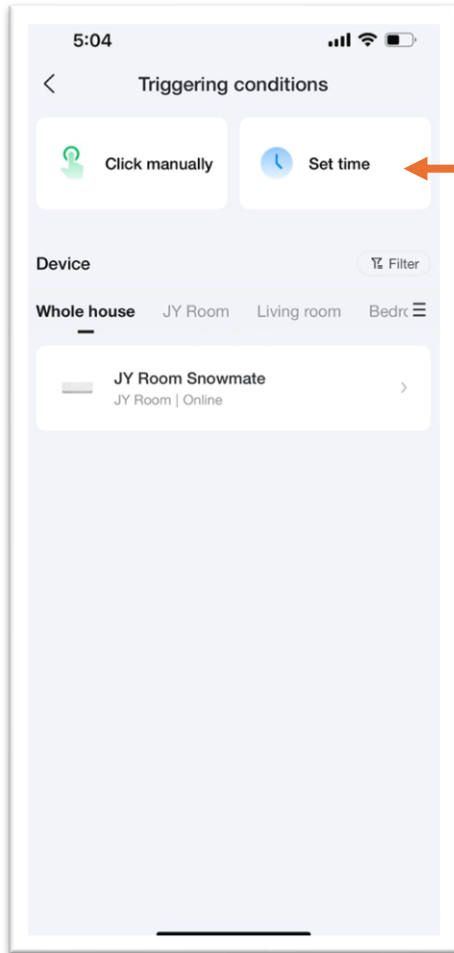 5:04
Triggering conditions
Click manually
Set time
Device
Filter
Whole house JY Room Living room Bedrc
JY Room Snowmate
JY Room | Online